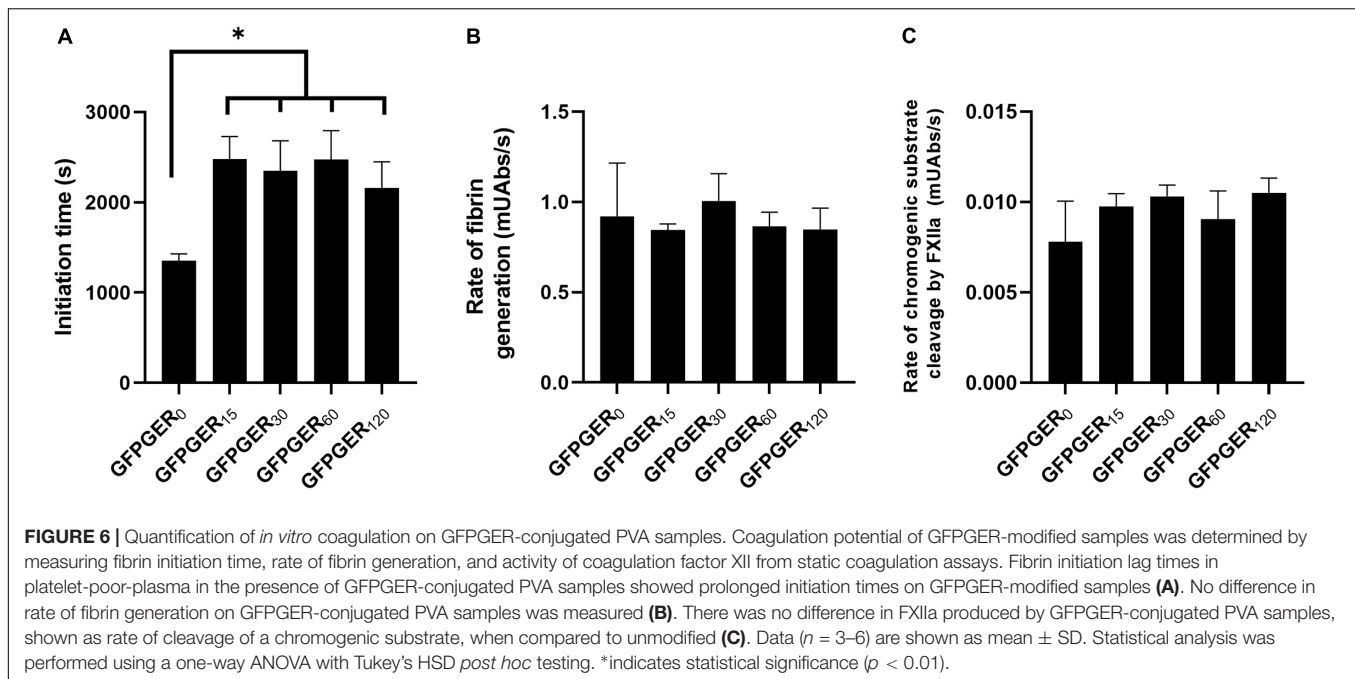 A
B
C
*
Initiation time (s)
3000
2000
1000
0
GFPGER0
GFPGER15
GFPGER30
GFPGER60
GFPGER120
Rate of fibrin
generation (mUAbs/s)
1.5
1.0
0.5
0.0
GFPGER0
GFPGER15
GFPGER30
GFPGER60
GFPGER120
Rate of chromogenic substrate
cleavage by FXIIa (mUAbs/s)
0.015
0.010
0.005
0.000
GFPGER0
GFPGER15
GFPGER30
GFPGER60
GFPGER120
FIGURE 6 | Quantification of in vitro coagulation on GFPGER-conjugated PVA samples. Coagulation potential of GFPGER-modified samples was determined by
measuring fibrin initiation time, rate of fibrin generation, and activity of coagulation factor XII from static coagulation assays. Fibrin initiation lag times in
platelet-poor-plasma in the presence of GFPGER-conjugated PVA samples showed prolonged initiation times on GFPGER-modified samples (A). No difference in
rate of fibrin generation on GFPGER-conjugated PVA samples was measured (B). There was no difference in FXIIa produced by GFPGER-conjugated PVA samples,
shown as rate of cleavage of a chromogenic substrate, when compared to unmodified (C). Data (n = 3–6) are shown as mean ± SD. Statistical analysis was
performed using a one-way ANOVA with Tukey's HSD post hoc testing. *indicates statistical significance (p < 0.01).